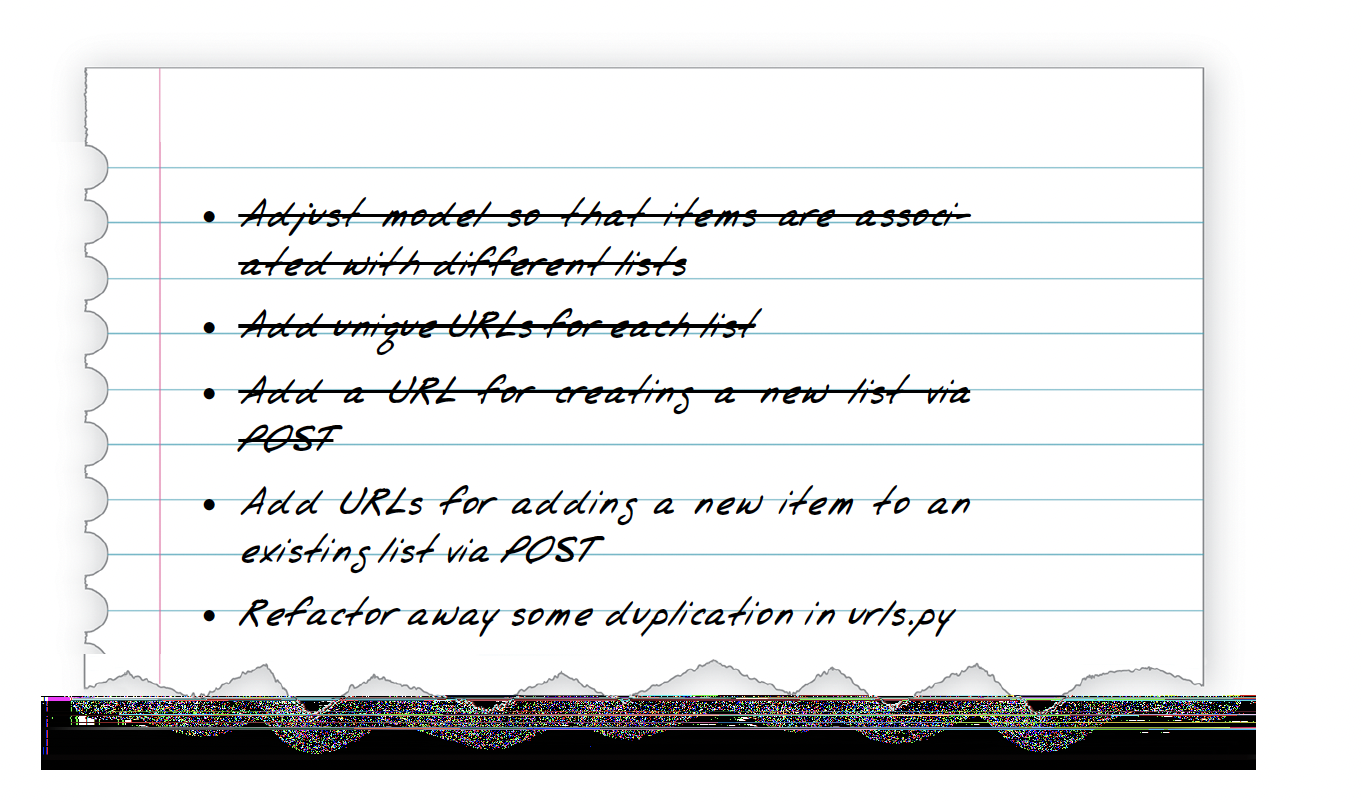 • Adjust model so that items are associ-
ated with different lists
• Add unique URLs for each list
• Add a URL for creating a new list via
POST
• Add URLs for adding a new item to an
existing list via POST
• Refactor away some duplication in urls.py